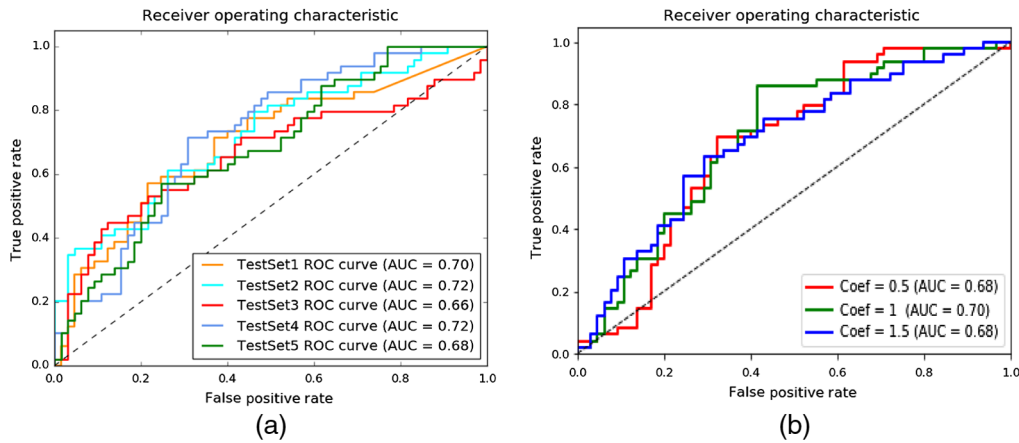 Receiver operating characteristic
True positive rate
1.0
0.8
0.6
0.4
0.2
0.0
TestSet1 ROC curve (AUC = 0.70)
TestSet2 ROC curve (AUC = 0.72)
TestSet3 ROC curve (AUC = 0.66)
TestSet4 ROC curve (AUC = 0.72)
TestSet5 ROC curve (AUC = 0.68)
0.0 0.2 0.4 0.6 0.8 1.0
False positive rate
(a)
Receiver operating characteristic
True positive rate
1.0
0.8
0.6
0.4
0.2
0.0
Coef = 0.5 (AUC = 0.68)
Coef = 1 (AUC = 0.70)
Coef = 1.5 (AUC = 0.68)
0.0 0.2 0.4 0.6 0.8 1.0
False positive rate
(b)